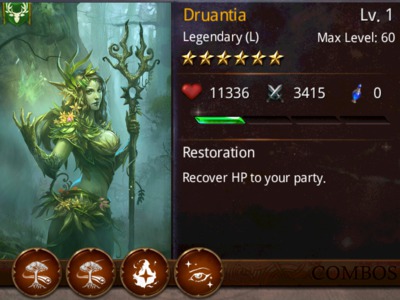 Druantia
Lv. 1
Legendary (L)
Max Level: 60
11336
3415
0
Restoration
Recover HP to your party.
COMBOS